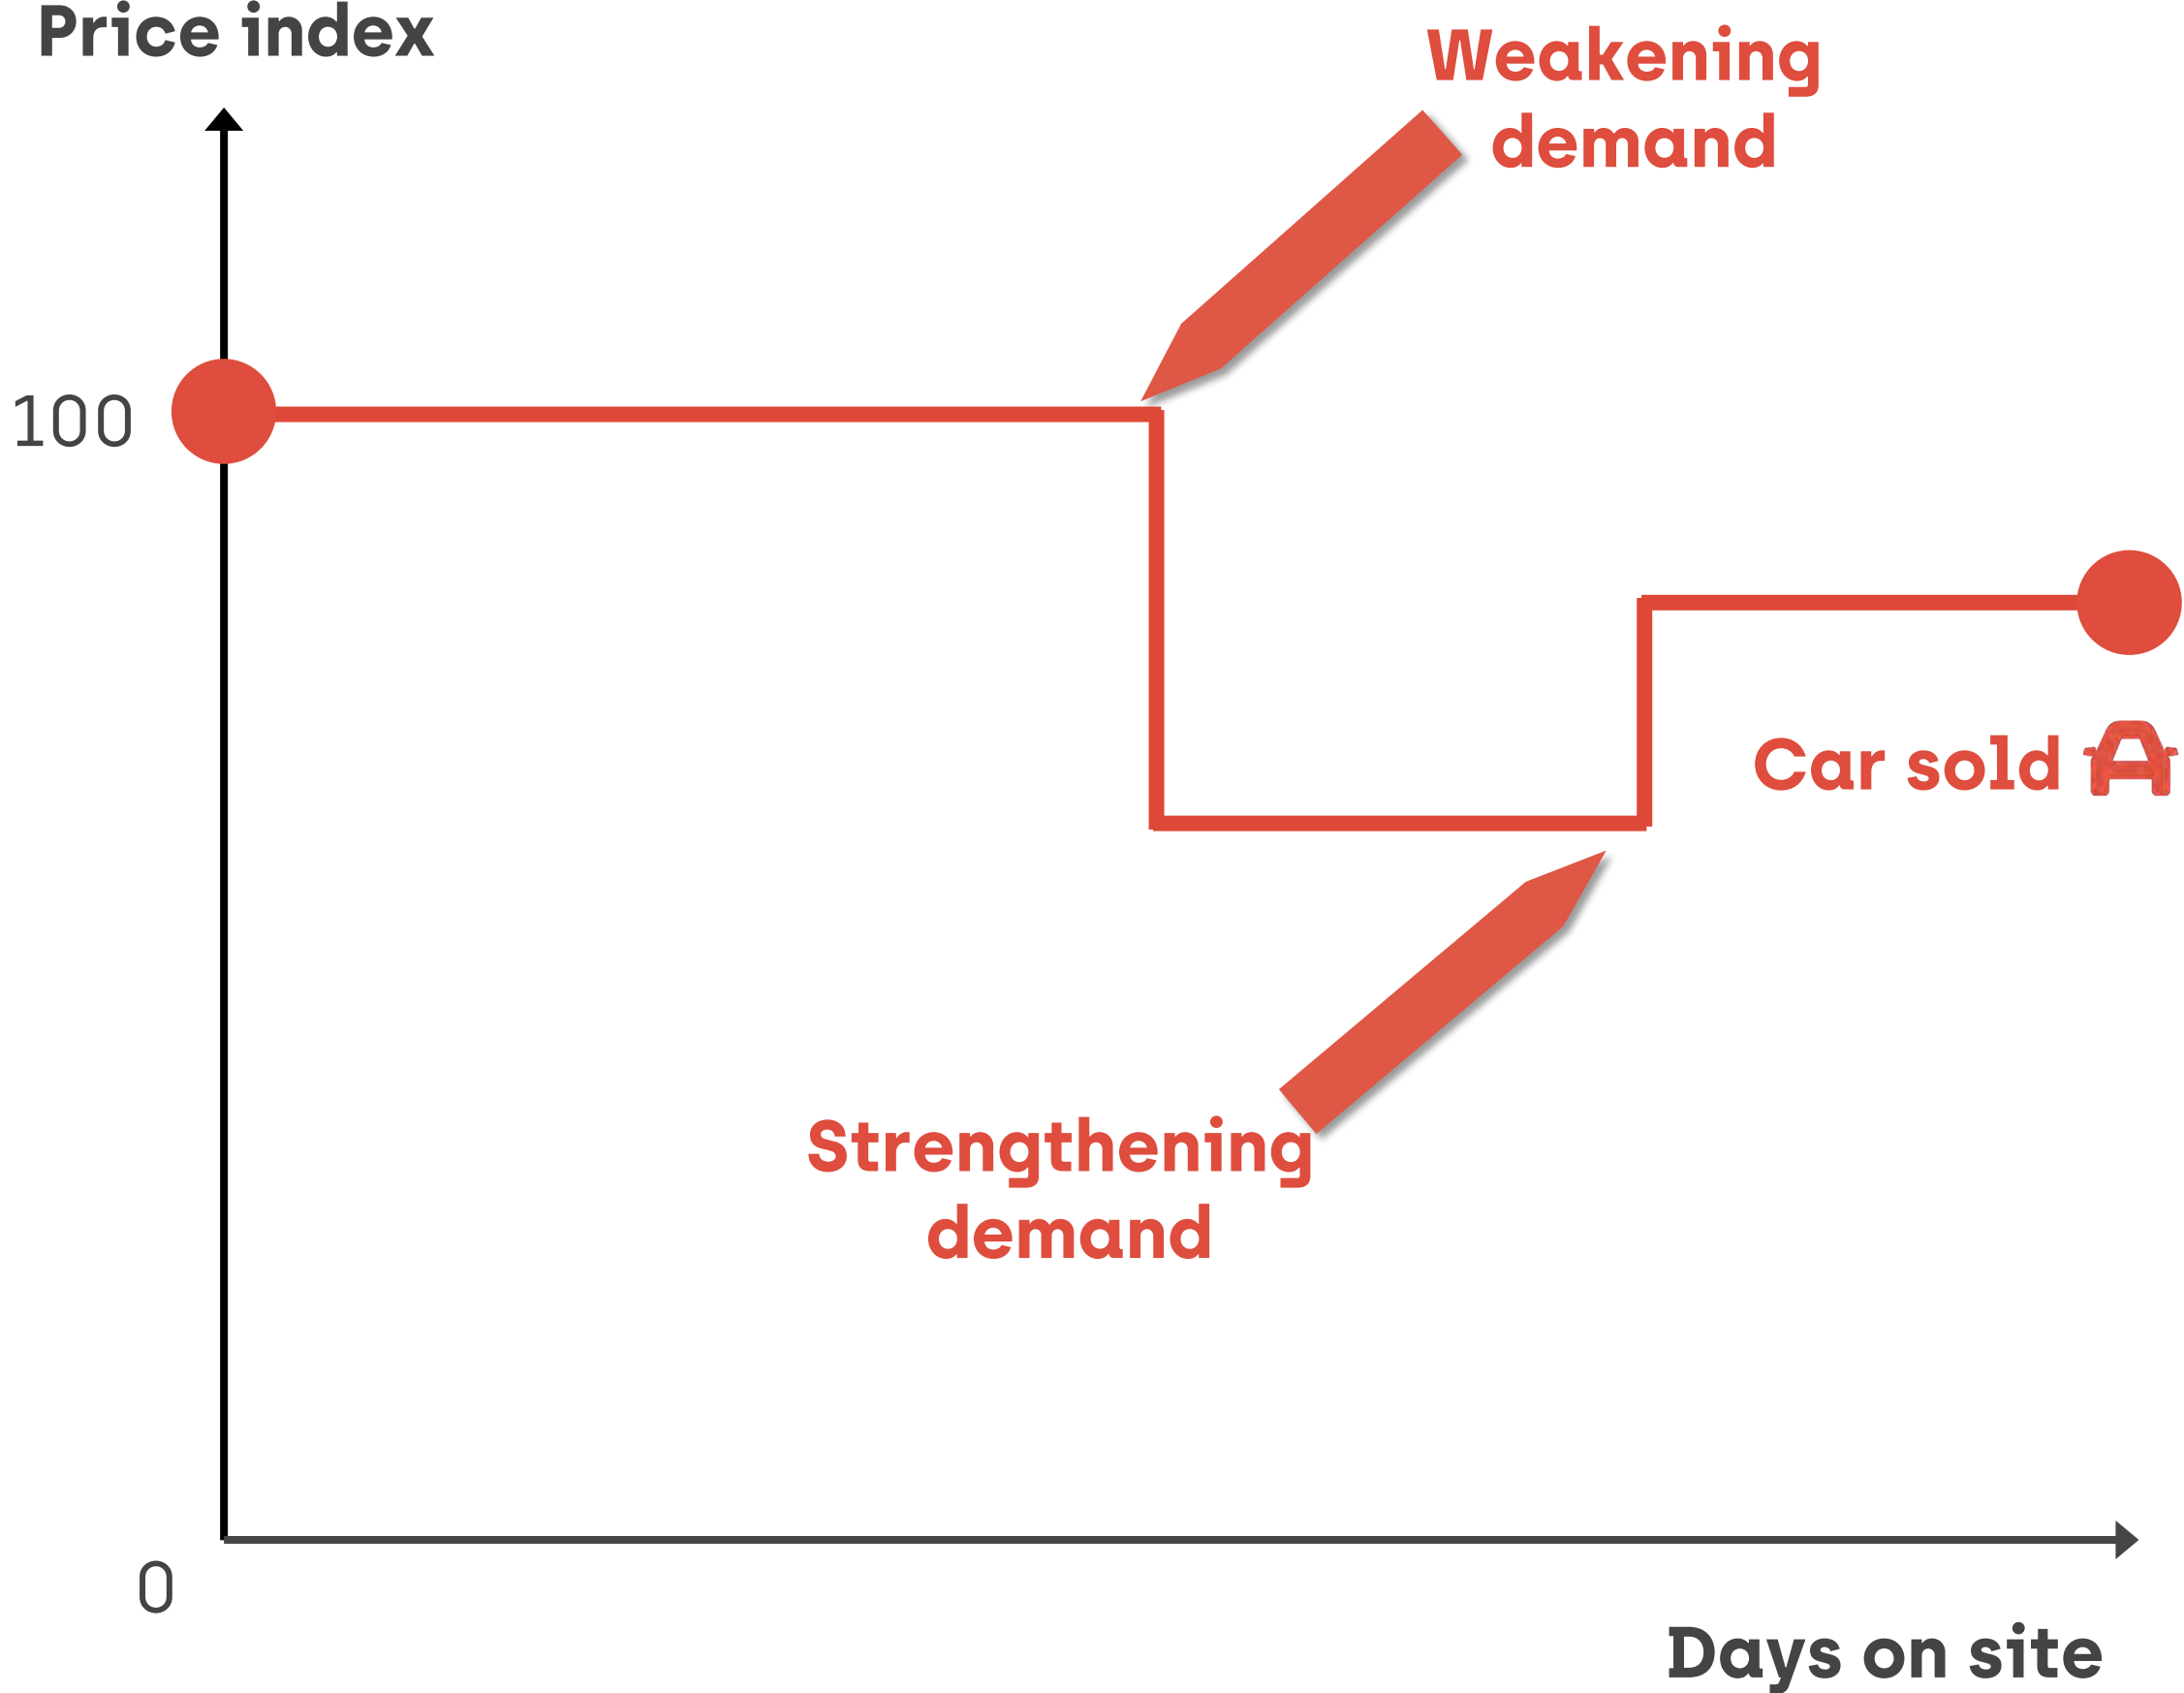 Price index
Weakening
demand
100
Car sold
Strengthening
demand
0
Days on site